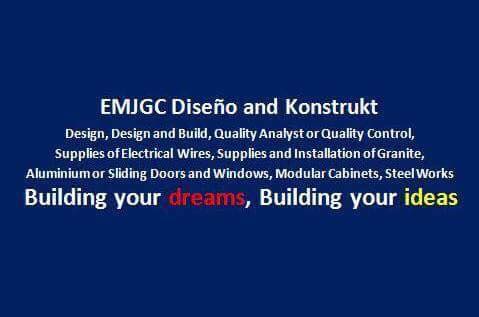 EMJGC Diseño and Konstrukt
Design, Design and Build, Quality Analyst or Quality Control,
Supplies of Electrical Wires, Supplies and Installation of Granite,
Aluminium or Sliding Doors and Windows, Modular Cabinets, Steel Works
Building your dreams, Building your ideas